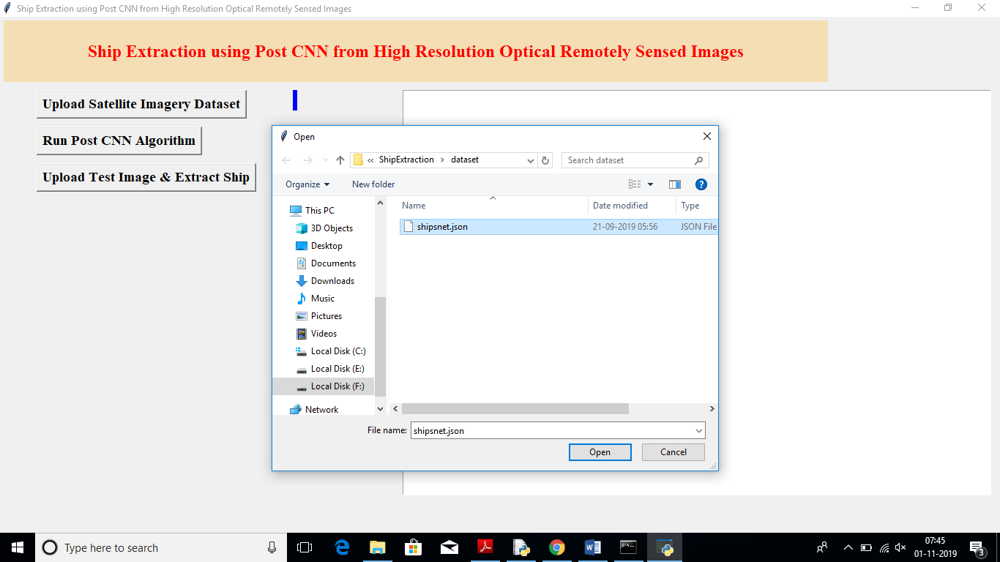 Ship Extraction using Post CNN from High Resolution Optical Remotely Sensed Images
Ship Extraction using Post CNN from High Resolution Optical Remotely Sensed Images
Upload Satellite Imagery Dataset
Run Post CNN Algorithm
Upload Test Image & Extract Ship
Open
« ShipExtraction › dataset
Search dataset
Organize
New folder
Name
Date modified
Type
shipsnet.json
21-09-2019 05:56
JSON File
This PC
3D Objects
Desktop
Documents
Downloads
Music
Pictures
Videos
Local Disk (C:)
Local Disk (E:)
Local Disk (F:)
Network
File name:
shipsnet.json
Open
Cancel
Type here to search
07:45
01-11-2019
3